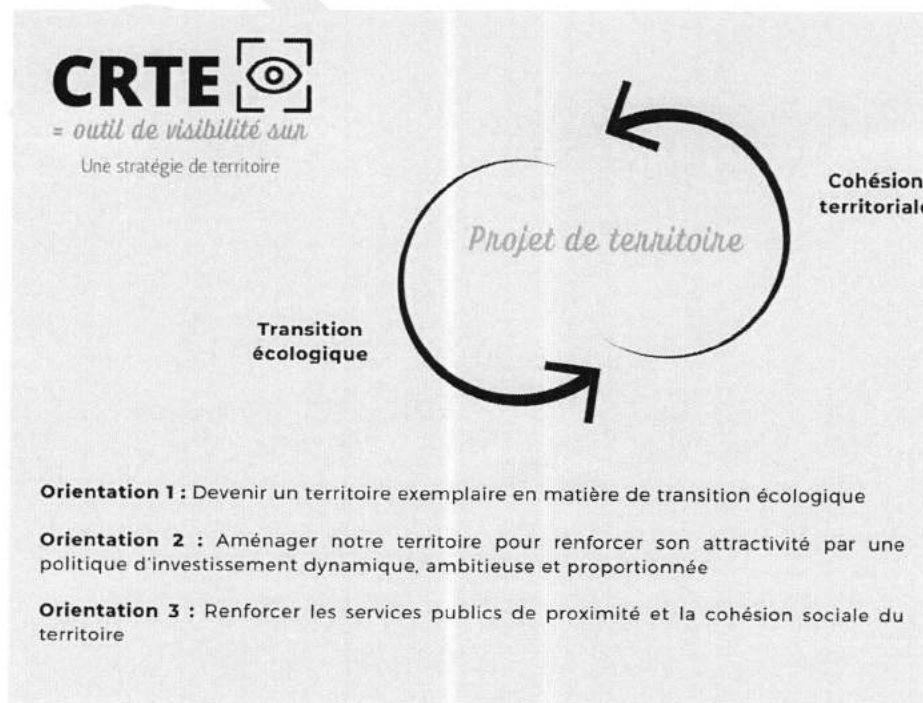 CRTE
= outil de visibilité sur
Une stratégie de territoire
Cohésion
territoriale
Projet de territoire
Transition
écologique
Orientation 1 : Devenir un territoire exemplaire en matière de transition écologique
Orientation 2 : Aménager notre territoire pour renforcer son attractivité par une
politique d'investissement dynamique, ambitieuse et proportionnée
Orientation 3 : Renforcer les services publics de proximité et la cohésion sociale du
territoire